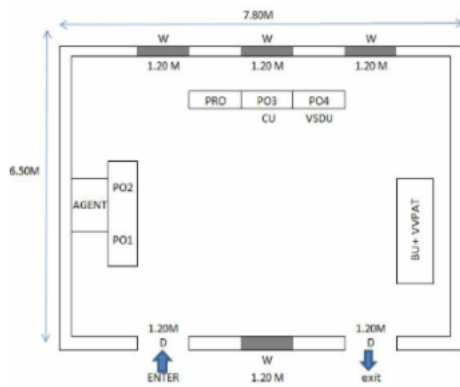 7.80M
W W W
1.20 M 1.20 M 1.20 M
PRO PO3 PO4
CU VSDU
6.50M
AGENT
PO2
PO1
BU+ VVPAT
1.20M 1.20M
D W D
ENTER 1.20 M exit